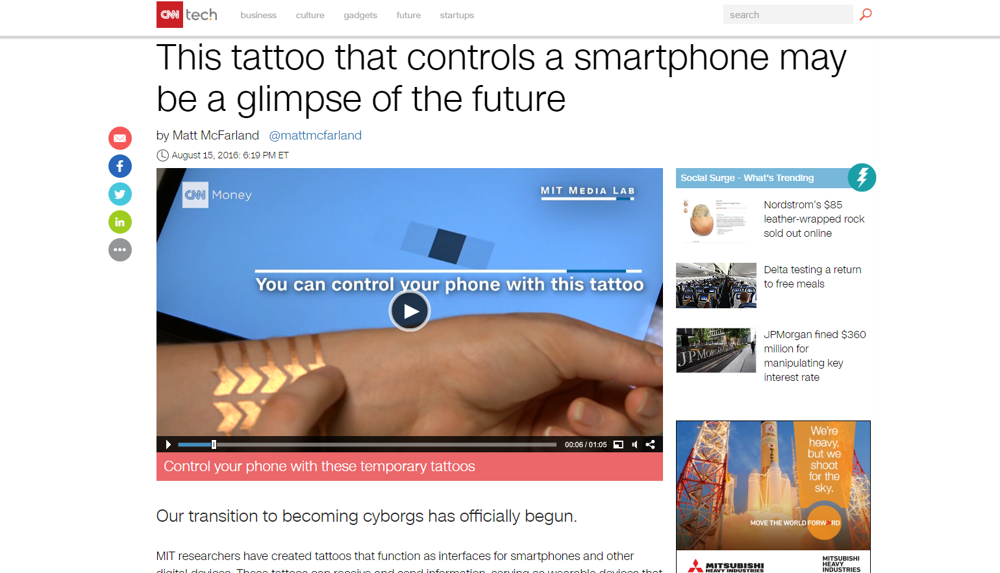 CNN tech
business culture gadgets future startups
search
This tattoo that controls a smartphone may
be a glimpse of the future
by Matt McFarland @mattmcfarland
August 15, 2016: 6:19 PM ET
CNN Money
MIT MEDIA LAB
You can control your phone with this tattoo
00:06 / 01:05
Control your phone with these temporary tattoos
Our transition to becoming cyborgs has officially begun.
MIT researchers have created tattoos that function as interfaces for smartphones and other
digital devices. These tattoos can receive and send information, serving as wearable devices that
Social Surge - What's Trending
Nordstrom's $85
leather-wrapped rock
sold out online
Delta testing a return
to free meals
JPMORGAN
JPMorgan fined $360
million for
manipulating key
interest rate
We're
heavy,
but we
shoot
for the
sky.
MOVE THE WORLD FORW>RD
MITSUBISHI
HEAVY INDUSTRIES
MITSUBISHI
HEAVY
INDUSTRIES